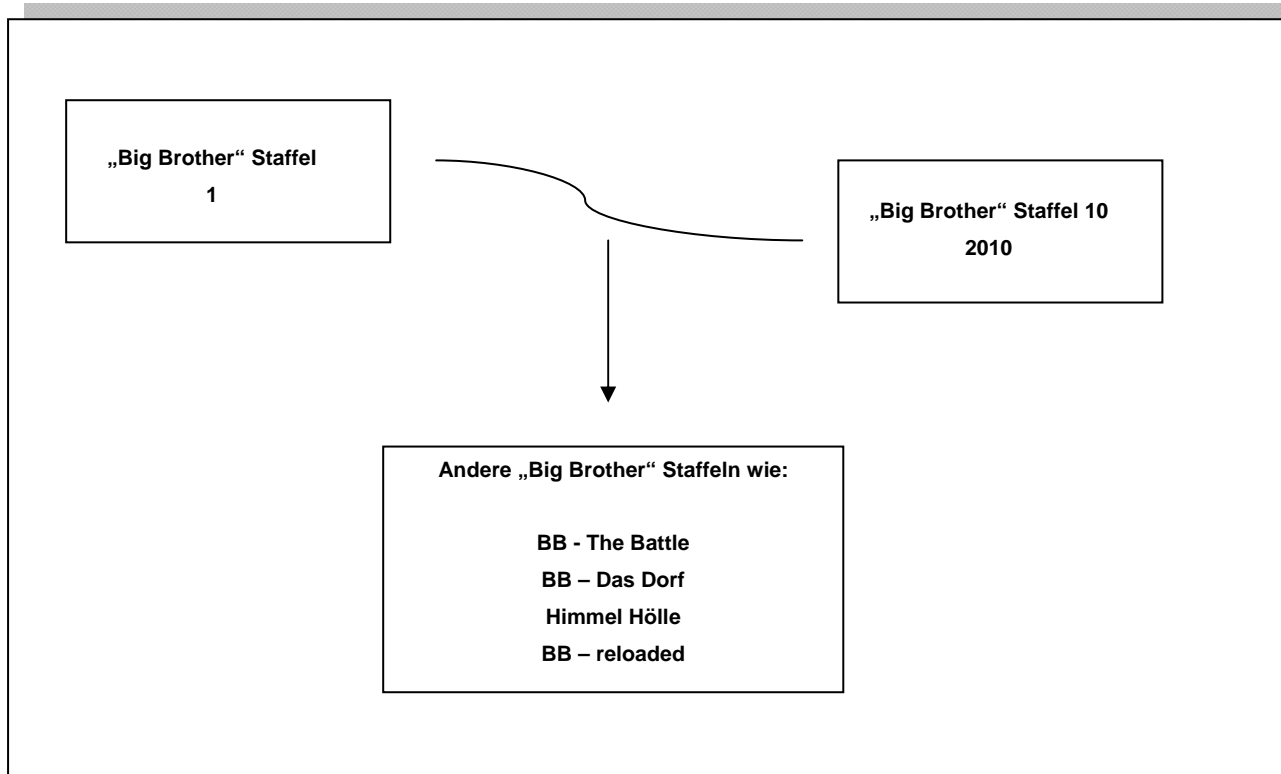 „Big Brother“ Staffel
1
„Big Brother“ Staffel 10
2010
Andere „Big Brother“ Staffeln wie:
BB - The Battle
BB – Das Dorf
Himmel Hölle
BB – reloaded